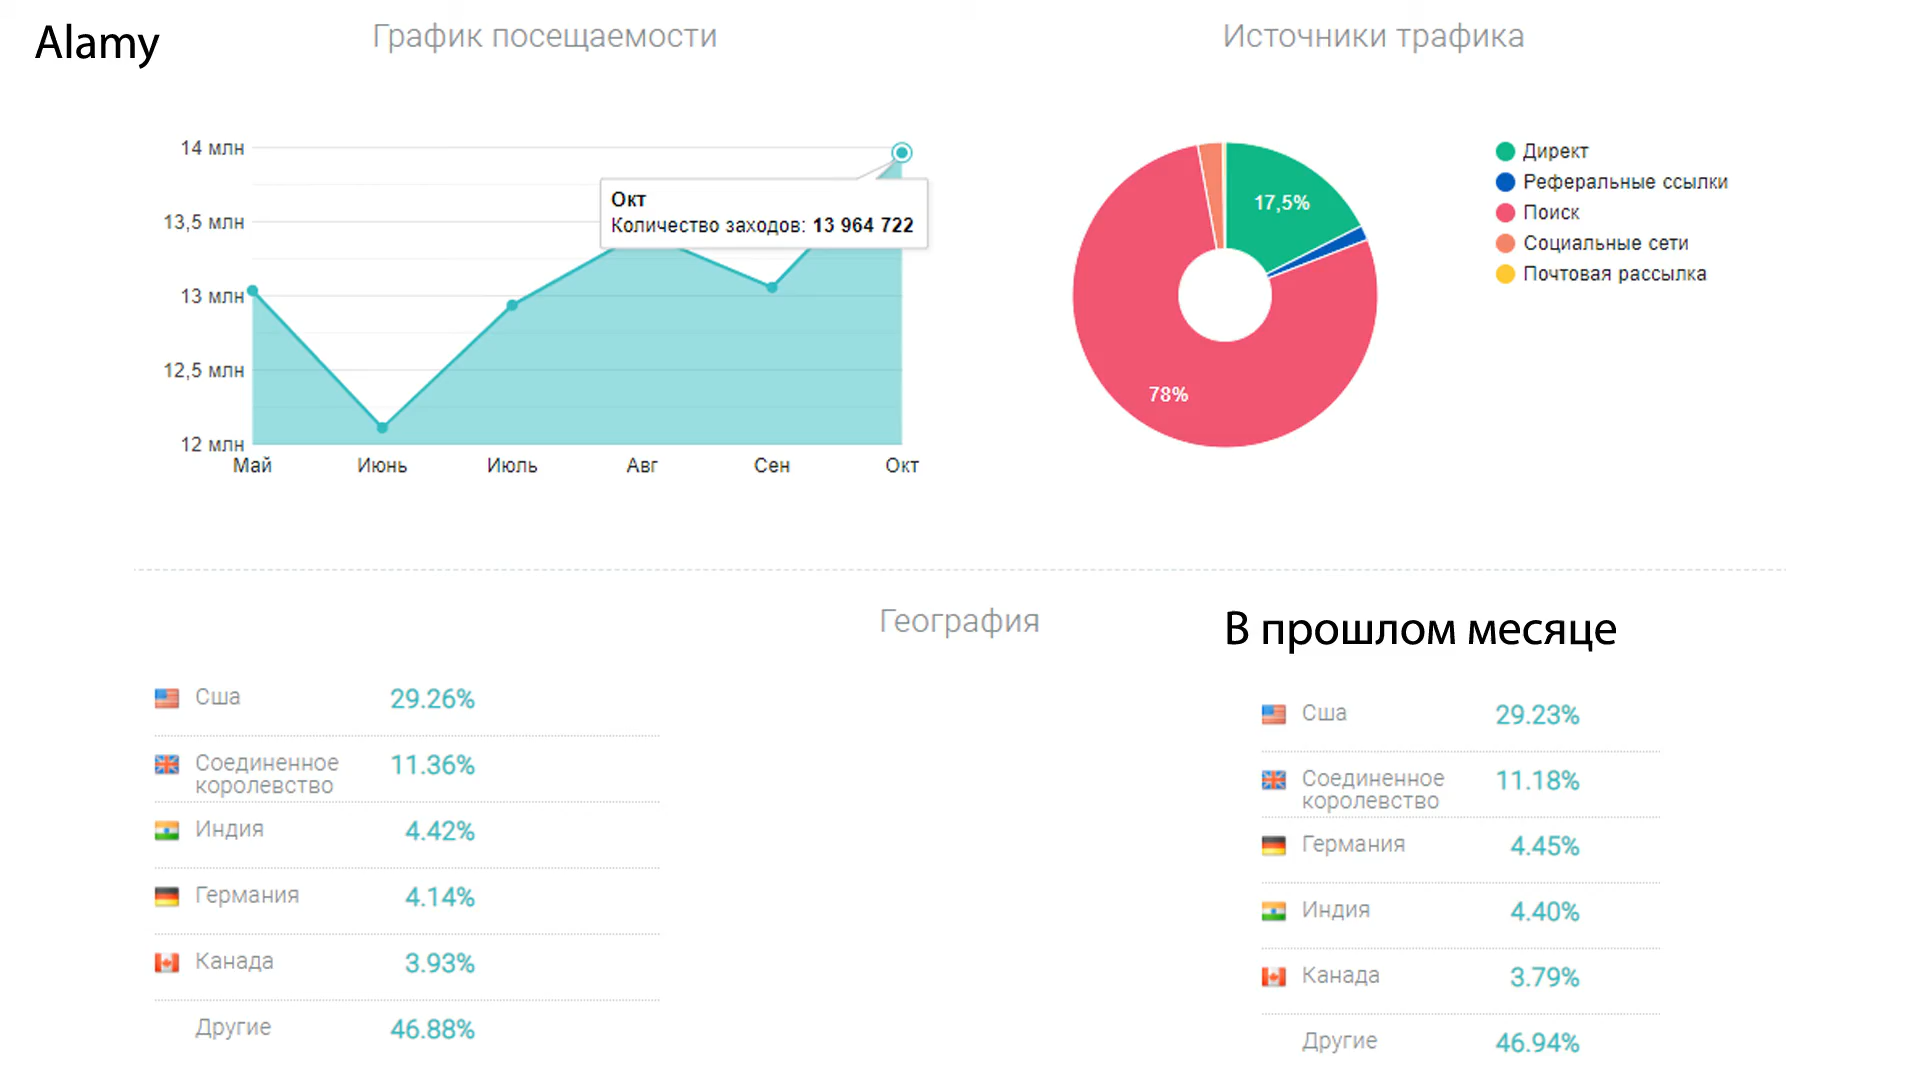 Alamy
График посещаемости
14 млн
13,5 млн
13 млн
12,5 млн
12 млн
Окт
Количество заходов: 13 964 722
Май Июнь Июль Авг Сен Окт
Источники трафика
17,5%
78%
Директ
Реферальные ссылки
Поиск
Социальные сети
Почтовая рассылка
География
Сша 29.26%
Соединенное королевство 11.36%
Индия 4.42%
Германия 4.14%
Канада 3.93%
Другие 46.88%
В прошлом месяце
Сша 29.23%
Соединенное королевство 11.18%
Германия 4.45%
Индия 4.40%
Канада 3.79%
Другие 46.94%